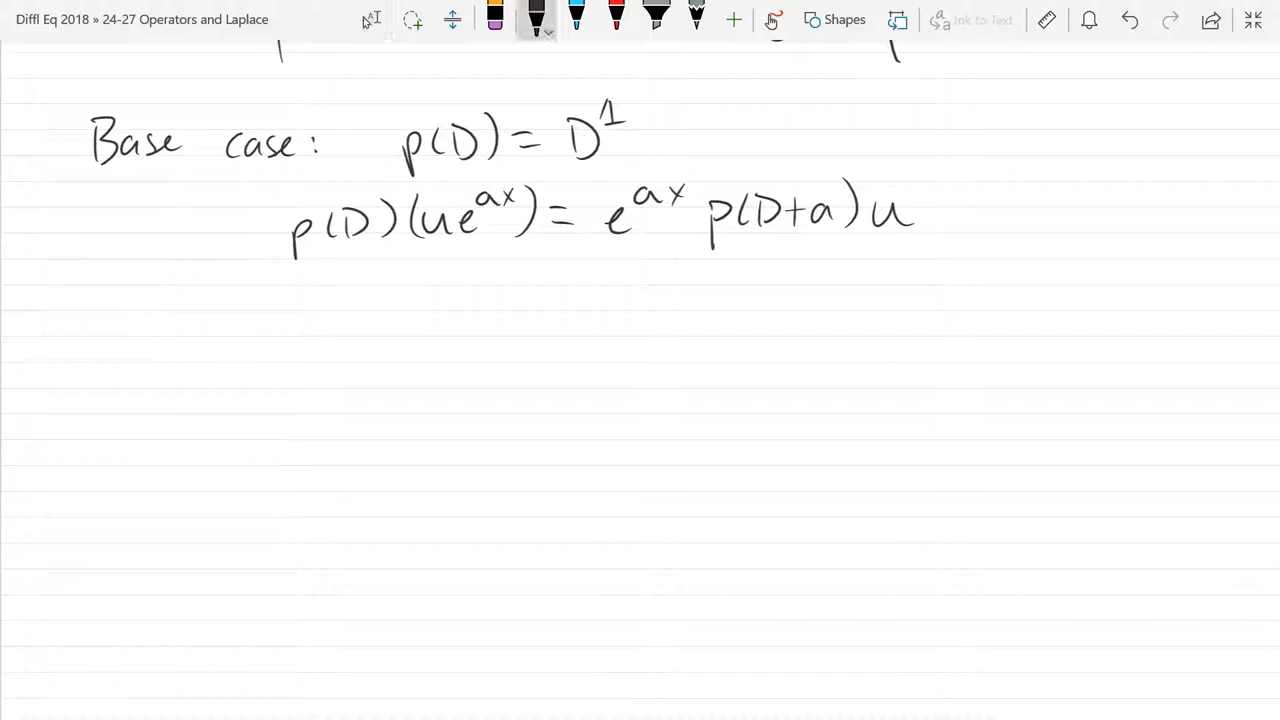 Diffl Eq 2018 » 24-27 Operators and Laplace
Shapes
Ink to Text
Base case: p(D) = D^1
p(D)(ue^{ax}) = e^{ax} p(D+a)u